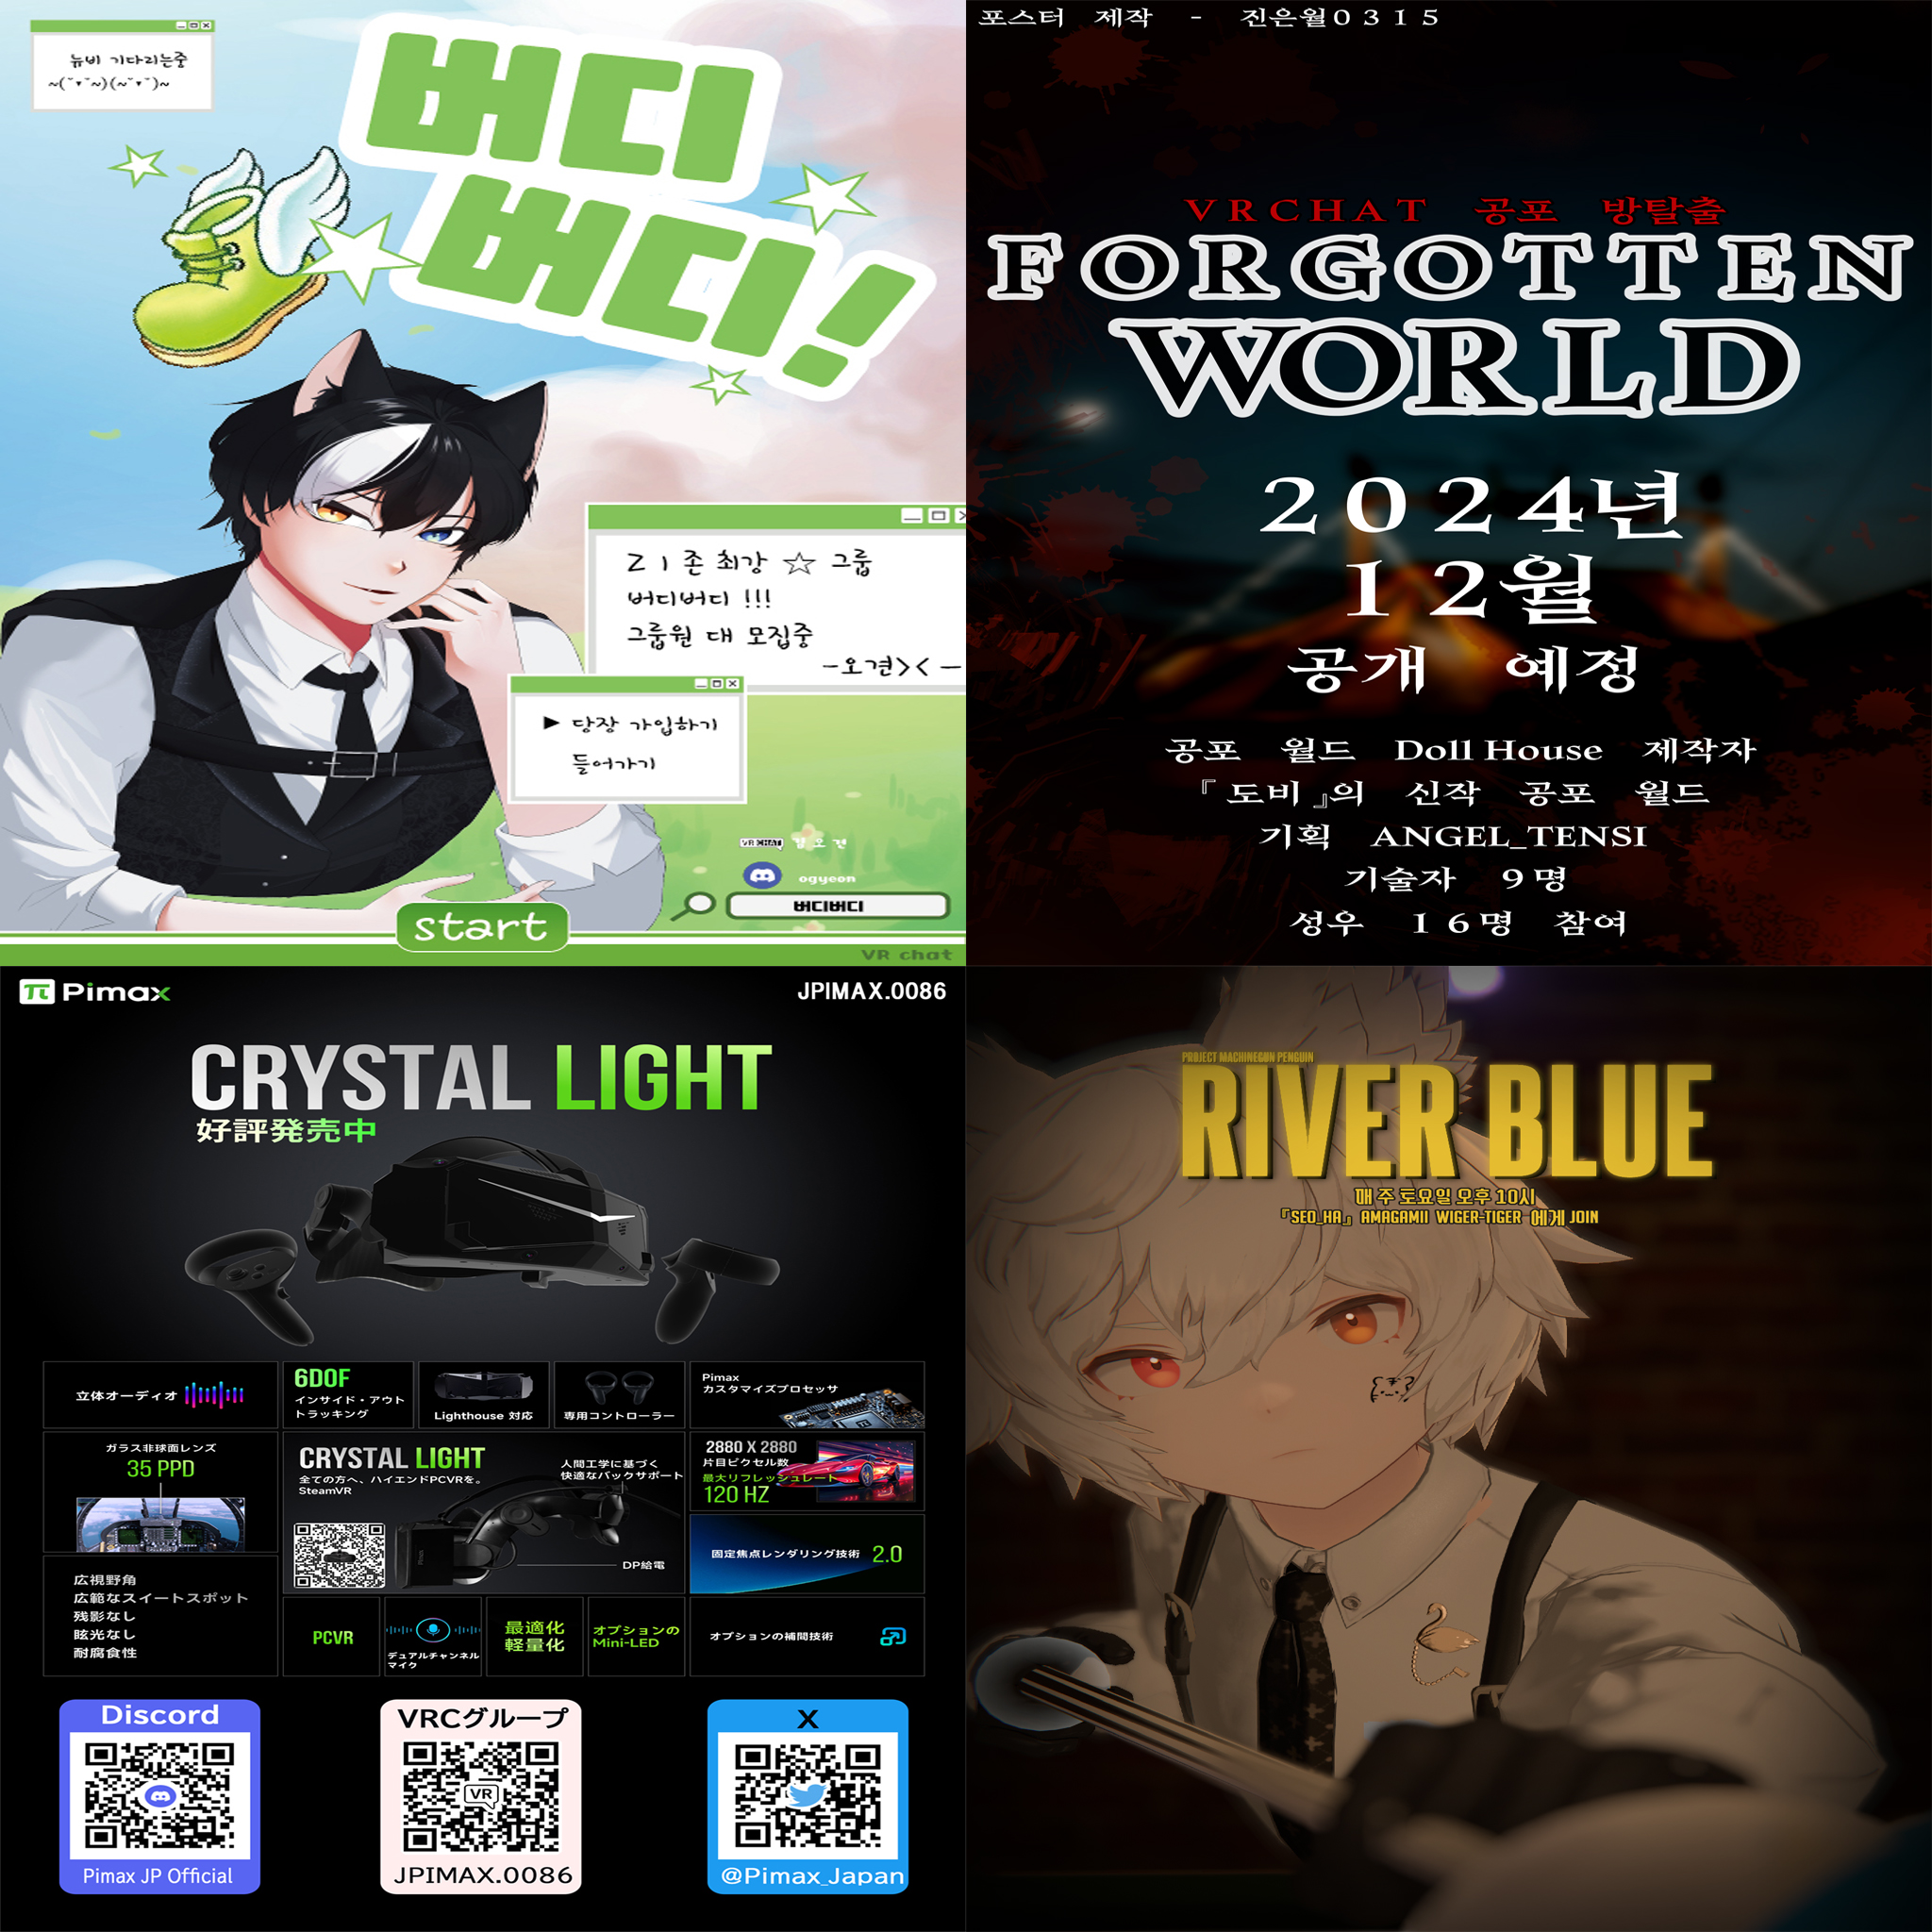 뉴비 기다리는중
~(˘▾˘~)(~˘▾˘)~
버디
버디!
Z I 존 최강 ☆ 그룹
버디버디 !!!
그룹원 대 모집중
-오견>< -
▶ 당장 가입하기
들어가기
VRCHAT 김오견
ogyeon
버디버디
start
VR chat
포스터 제작 - 진은월0315
VRCHAT 공포 방탈출
FORGOTTEN
WORLD
2024년
12월
공개 예정
공포 월드 Doll House 제작자
『도비』의 신작 공포 월드
기획 ANGEL_TENSI
기술자 9명
성우 16명 참여
Pimax
JPIMAX.0086
CRYSTAL LIGHT
好評発売中
立体オーディオ
6DOF
インサイド・アウト
トラッキング
Lighthouse 対応
専用コントローラー
Pimax
カスタマイズプロセッサ
ガラス非球面レンズ
35 PPD
CRYSTAL LIGHT
全ての方へ、ハイエンドPCVRを。
SteamVR
人間工学に基づく
快適なバックサポート
DP給電
2880 X 2880
片目ピクセル数
最大リフレッシュレート
120 HZ
固定焦点レンダリング技術 2.0
広視野角
広範なスイートスポット
残影なし
眩光なし
耐腐食性
PCVR
デュアルチャンネル
マイク
最適化
軽量化
オプションの
Mini-LED
オプションの補間技術
Discord
Pimax JP Official
VRCグループ
VR
JPIMAX.0086
X
@Pimax_Japan
PROJECT MACHINEGUN PENGUIN
RIVER BLUE
매 주 토요일 오후 10시
『SEO_HA』 AMAGAMII WIGER-TIGER 에게 JOIN